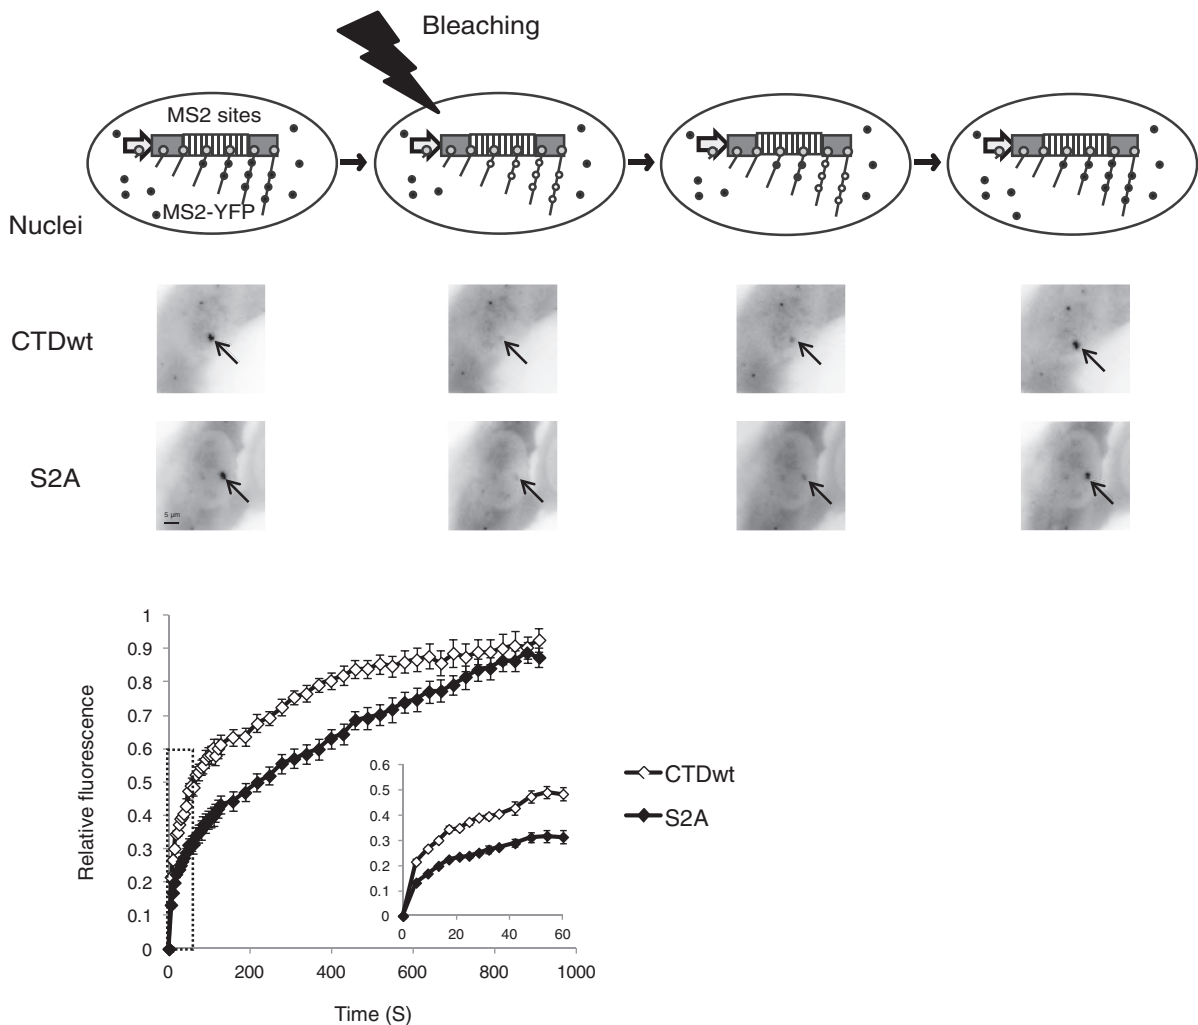 Bleaching
MS2 sites
MS2-YFP
Nuclei
CTDwt
S2A
5 µm
1
0.9
0.8
0.7
0.6
0.5
0.4
0.3
0.2
0.1
0
Relative fluorescence
0 200 400 600 800 1000
Time (S)
0.6
0.5
0.4
0.3
0.2
0.1
0
0 20 40 60
CTDwt
S2A